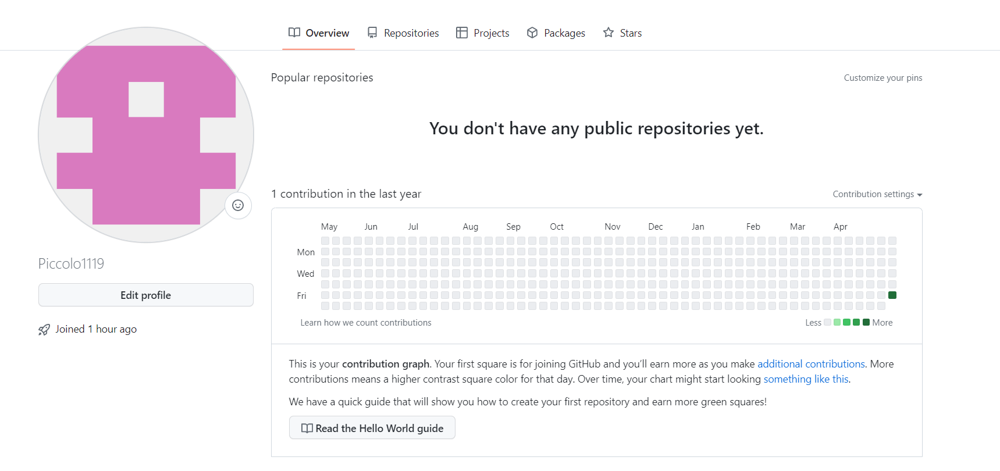 Overview Repositories Projects Packages Stars
Popular repositories Customize your pins
You don't have any public repositories yet.
Piccolo1119
Edit profile
Joined 1 hour ago
1 contribution in the last year Contribution settings
May Jun Jul Aug Sep Oct Nov Dec Jan Feb Mar Apr
Mon
Wed
Fri
Learn how we count contributions Less More
This is your contribution graph. Your first square is for joining GitHub and you’ll earn more as you make additional contributions. More
contributions means a higher contrast square color for that day. Over time, your chart might start looking something like this.
We have a quick guide that will show you how to create your first repository and earn more green squares!
Read the Hello World guide